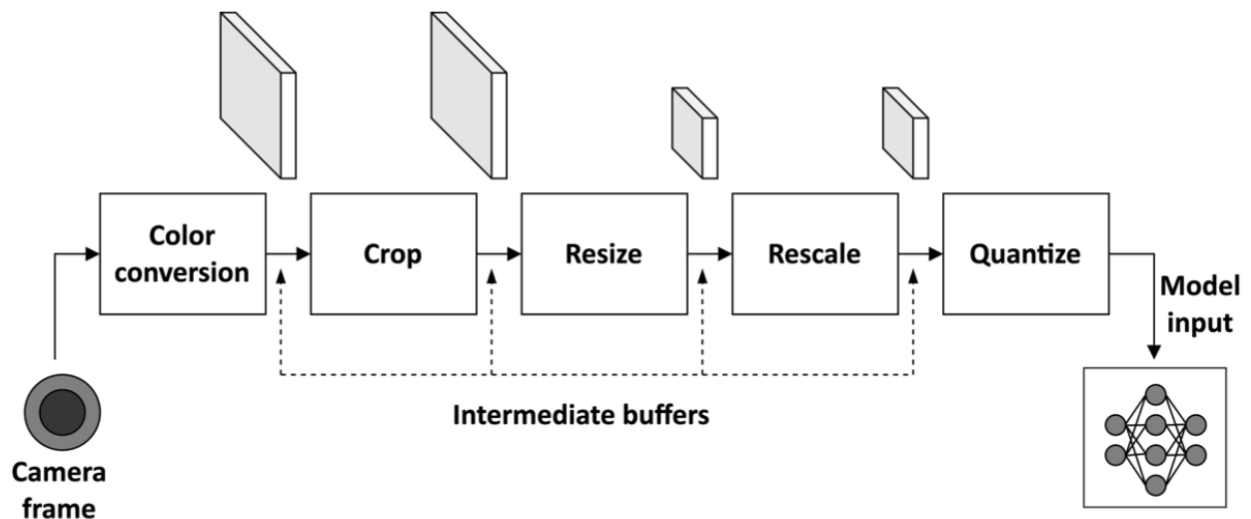 Color
conversion
Crop
Resize
Rescale
Quantize
Model
input
Intermediate buffers
Camera
frame